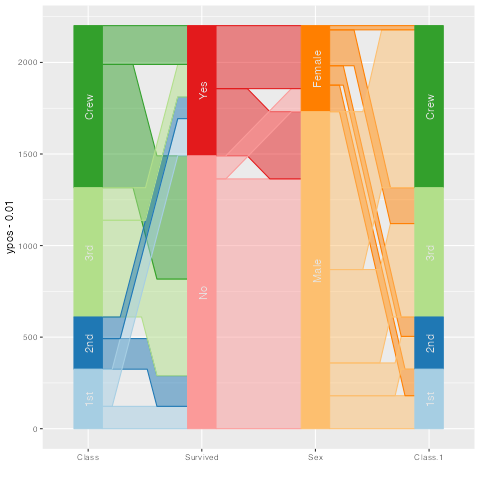 ypos - 0.01
2000
1500
1000
500
0
Crew
3rd
2nd
1st
Yes
No
Female
Male
Crew
3rd
2nd
1st
Class
Survived
Sex
Class.1